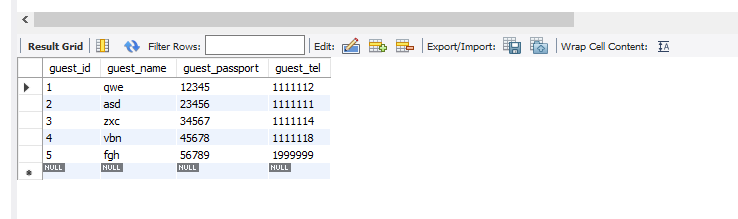 Result Grid Filter Rows: Edit: Export/Import: Wrap Cell Content:
guest_id guest_name guest_passport guest_tel
1 qwe 12345 1111112
2 asd 23456 1111111
3 zxc 34567 1111114
4 vbn 45678 1111118
5 fgh 56789 1999999
NULL NULL NULL NULL